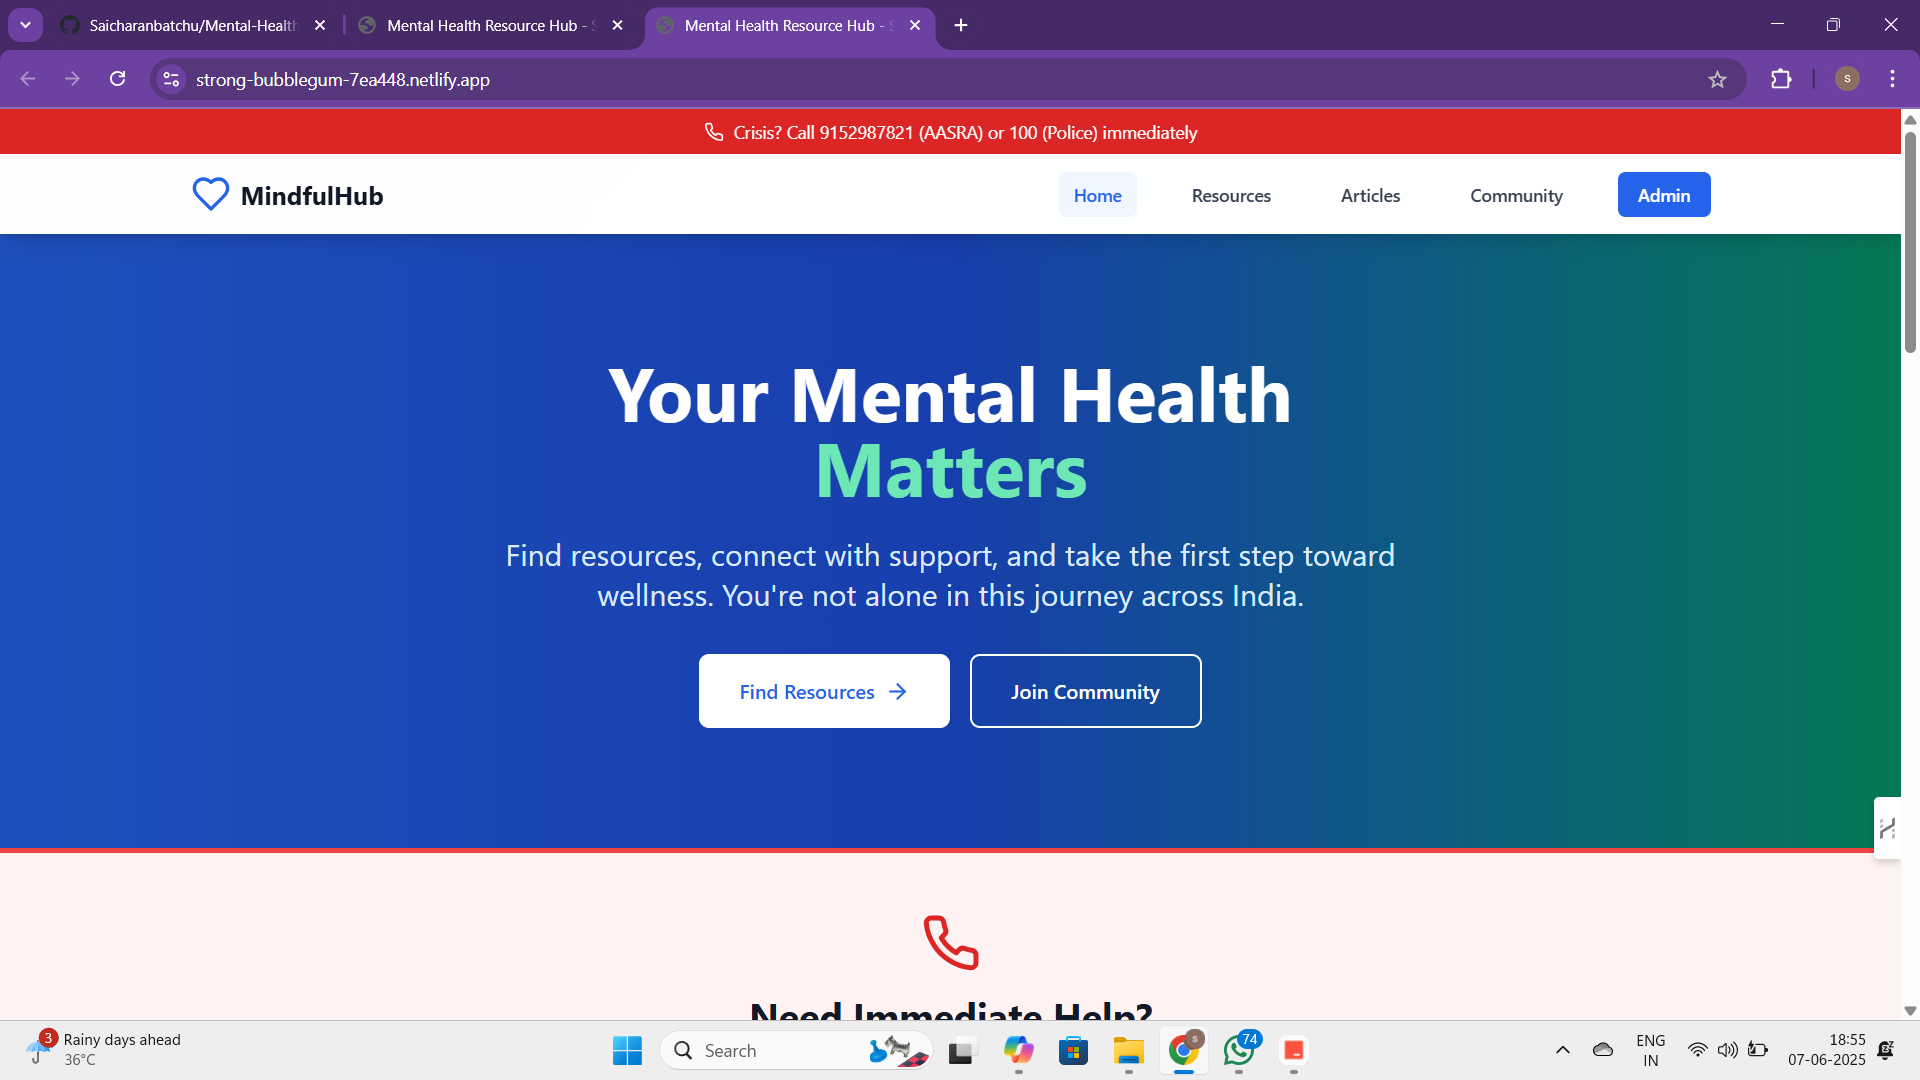 Saicharanbatchu/Mental-Health
Mental Health Resource Hub -
Mental Health Resource Hub -
strong-bubblegum-7ea448.netlify.app
S
Crisis? Call 9152987821 (AASRA) or 100 (Police) immediately
MindfulHub
Home
Resources
Articles
Community
Admin
Your Mental Health
Matters
Find resources, connect with support, and take the first step toward
wellness. You're not alone in this journey across India.
Find Resources
Join Community
Need Immediate Help?
3
Rainy days ahead
36°C
Search
S
74
ENG
IN
18:55
07-06-2025